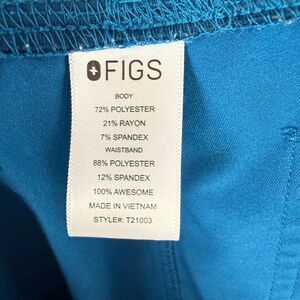 FIGS
BODY
72% POLYESTER
21% RAYON
7% SPANDEX
WAISTBAND
88% POLYESTER
12% SPANDEX
100% AWESOME
MADE IN VIETNAM
STYLE#: T21003